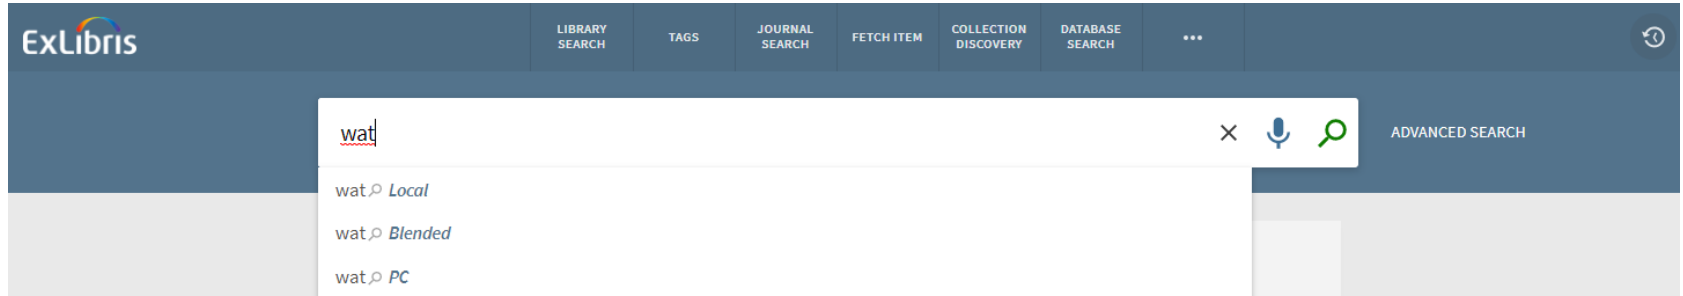 ExLibris
LIBRARY
SEARCH
TAGS
JOURNAL
SEARCH
FETCH ITEM
COLLECTION
DISCOVERY
DATABASE
SEARCH
wat
ADVANCED SEARCH
wat Local
wat Blended
wat PC